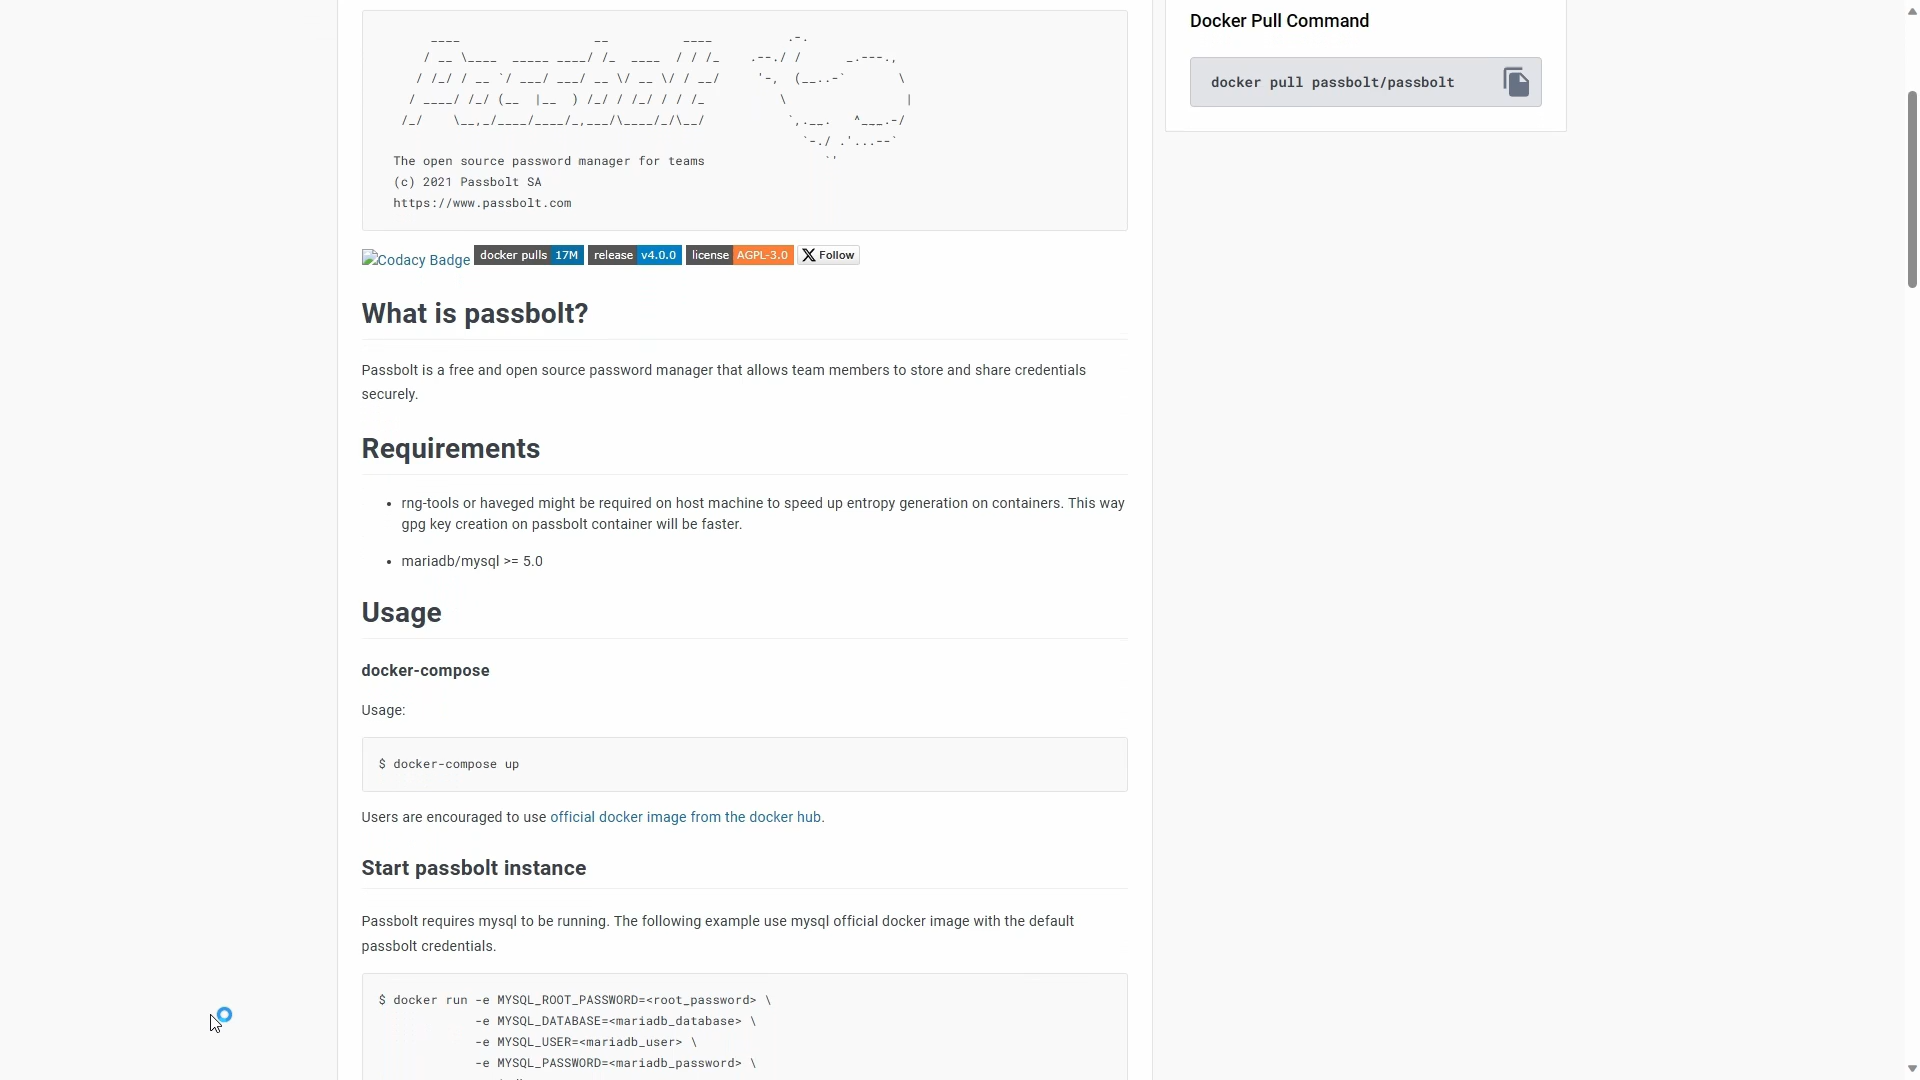 ____                  __          ____          .-.
   / __ \____  _____ ____/ /_  ____  / / /_    .--./ /      _.---.,
  / /_/ / __ `/ ___/ ___/ __ \/ __ \/ / __/     '-,  (__..-`       \
 / ____/ /_/ (__  |__  ) /_/ / /_/ / / /_          \                |
/_/    \__,_/____/____/_,___/\____/_/\__/           `,.__.   ^___.-/
                                                      `-./ .'...--`
The open source password manager for teams                `'
(c) 2021 Passbolt SA
https://www.passbolt.com
Docker Pull Command
docker pull passbolt/passbolt
Codacy Badge docker pulls 17M release v4.0.0 license AGPL-3.0 Follow
What is passbolt?
Passbolt is a free and open source password manager that allows team members to store and share credentials
securely.
Requirements
• rng-tools or haveged might be required on host machine to speed up entropy generation on containers. This way
gpg key creation on passbolt container will be faster.
• mariadb/mysql >= 5.0
Usage
docker-compose
Usage:
$ docker-compose up
Users are encouraged to use official docker image from the docker hub.
Start passbolt instance
Passbolt requires mysql to be running. The following example use mysql official docker image with the default
passbolt credentials.
$ docker run -e MYSQL_ROOT_PASSWORD=<root_password> \
-e MYSQL_DATABASE=<mariadb_database> \
-e MYSQL_USER=<mariadb_user> \
-e MYSQL_PASSWORD=<mariadb_password> \